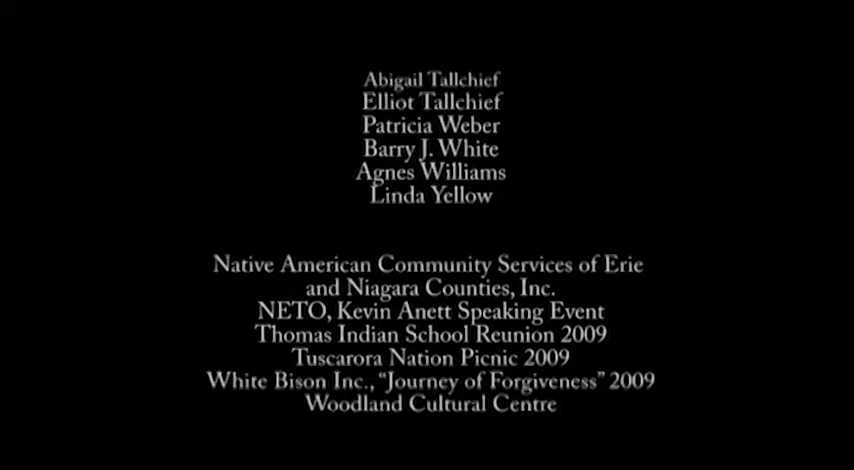 Abigail Tallchief
Elliot Tallchief
Patricia Weber
Barry J. White
Agnes Williams
Linda Yellow
Native American Community Services of Erie
and Niagara Counties, Inc.
NETO, Kevin Anett Speaking Event
Thomas Indian School Reunion 2009
Tuscarora Nation Picnic 2009
White Bison Inc., “Journey of Forgiveness” 2009
Woodland Cultural Centre